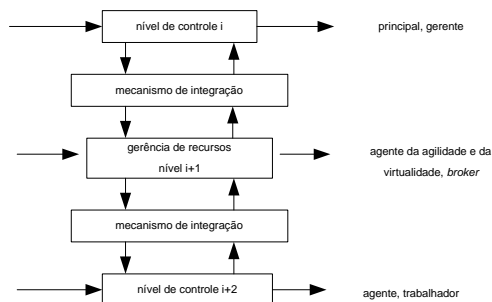 nível de controle i
principal, gerente
mecanismo de integração
gerência de recursos
nível i+1
agente da agilidade e da
virtualidade, broker
mecanismo de integração
nível de controle i+2
agente, trabalhador